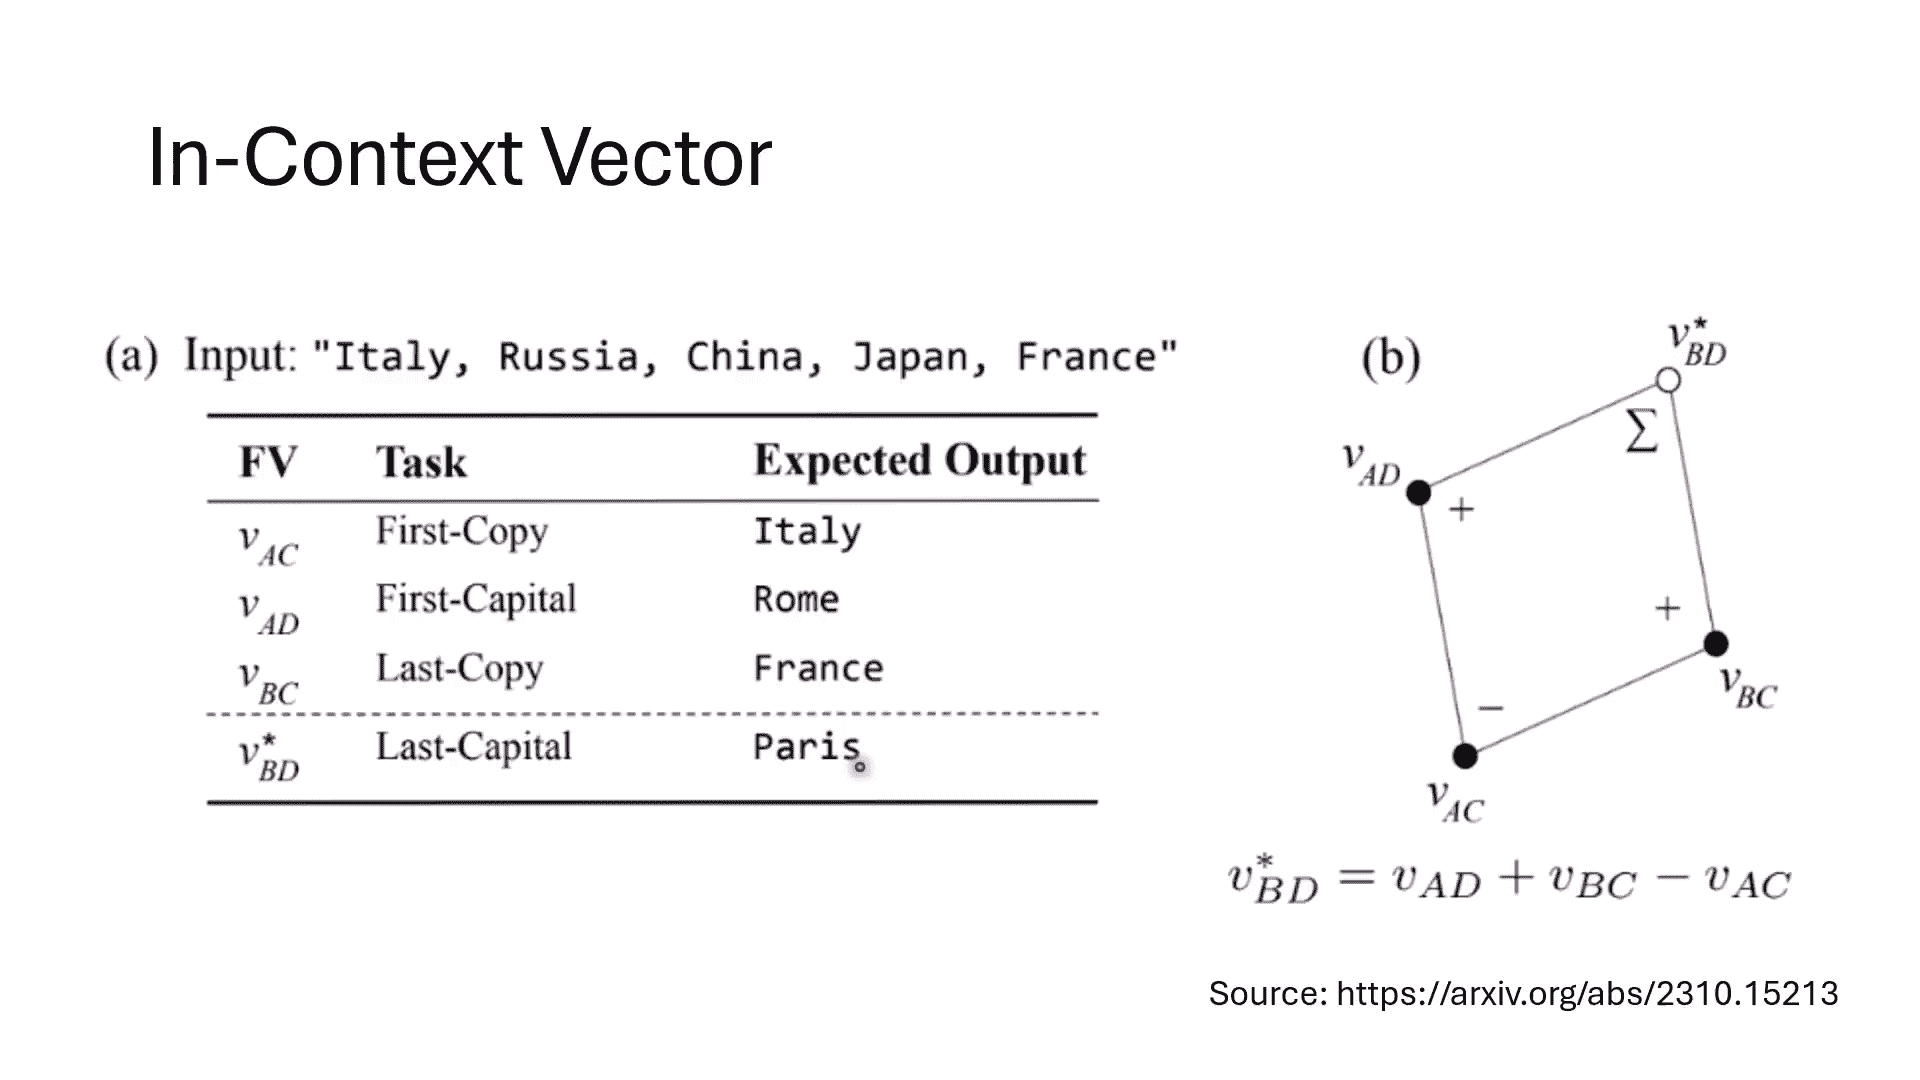 In-Context Vector
(a) Input: "Italy, Russia, China, Japan, France"
FV Task Expected Output
v_AC First-Copy Italy
v_AD First-Capital Rome
v_BC Last-Copy France
v*_BD Last-Capital Paris
(b)
v*_BD
Σ
v_AD
+
+
v_BC
−
v_AC
v*_BD = v_AD + v_BC − v_AC
Source: https://arxiv.org/abs/2310.15213